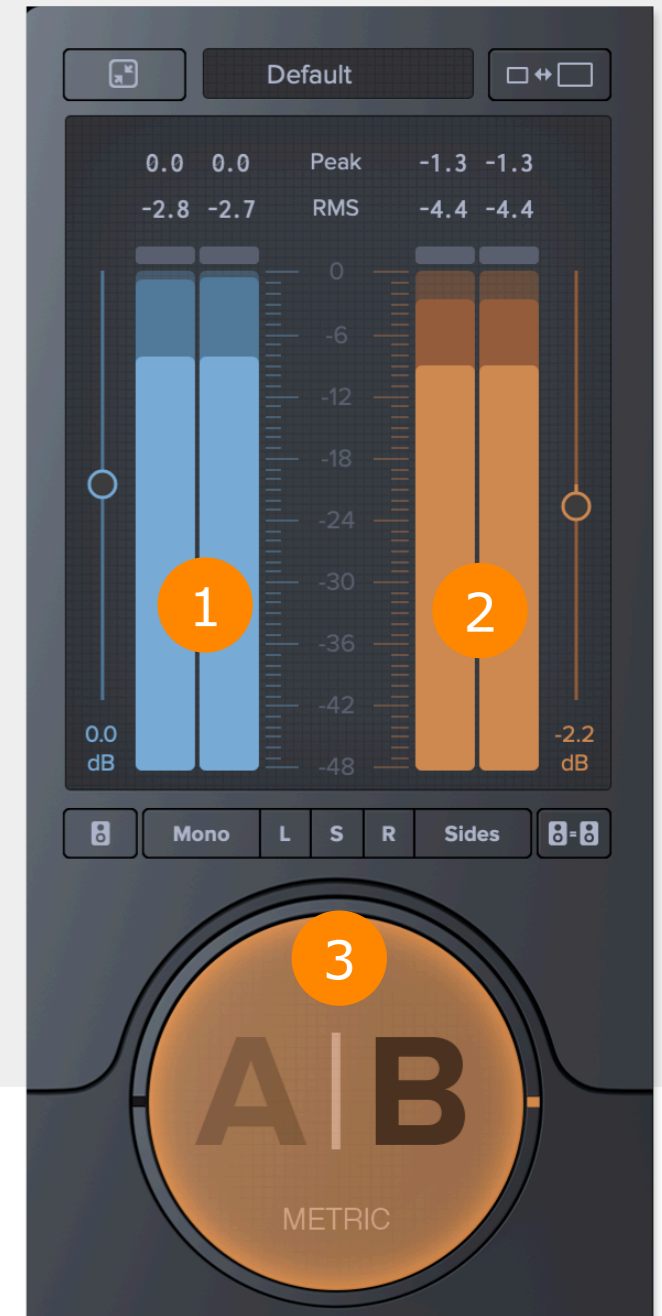 Default
0.0 0.0 Peak -1.3 -1.3
-2.8 -2.7 RMS -4.4 -4.4
0
-6
-12
-18
-24
-30
1 2
-36
-42
0.0 -2.2
dB dB
-48
Mono L S R Sides
3
A|B
METRIC